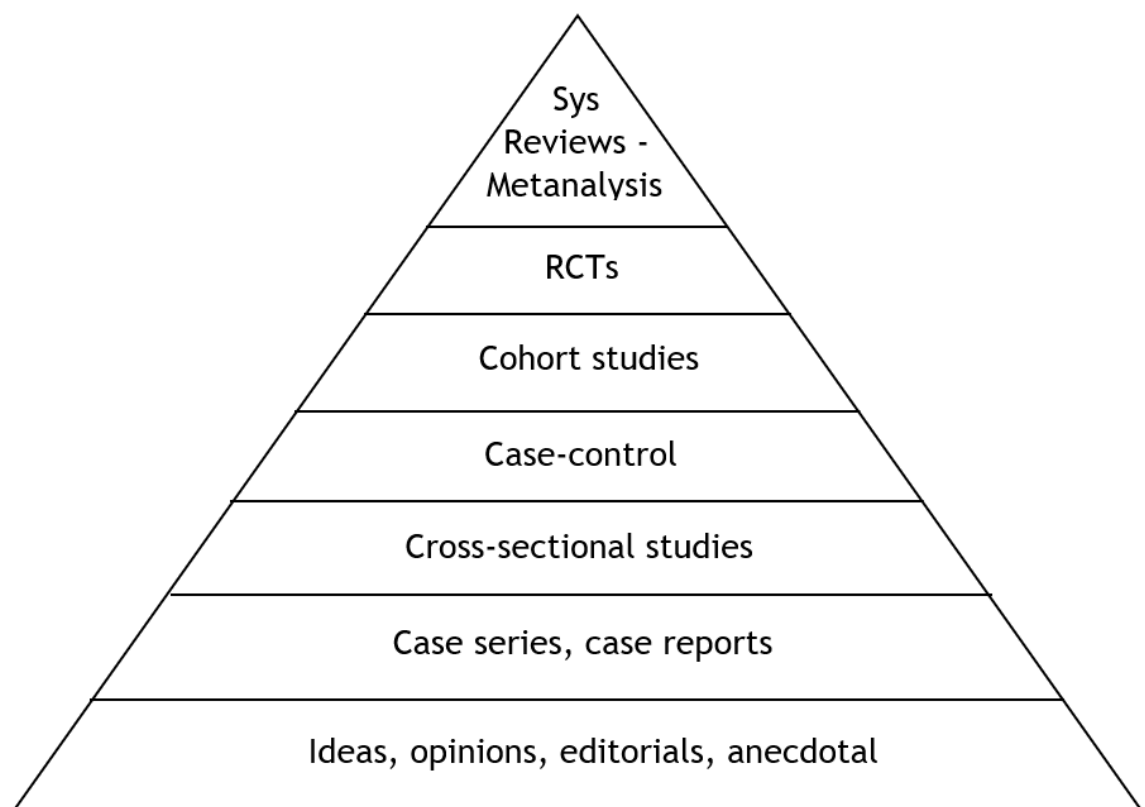 Sys
Reviews -
Metanalysis
RCTs
Cohort studies
Case-control
Cross-sectional studies
Case series, case reports
Ideas, opinions, editorials, anecdotal